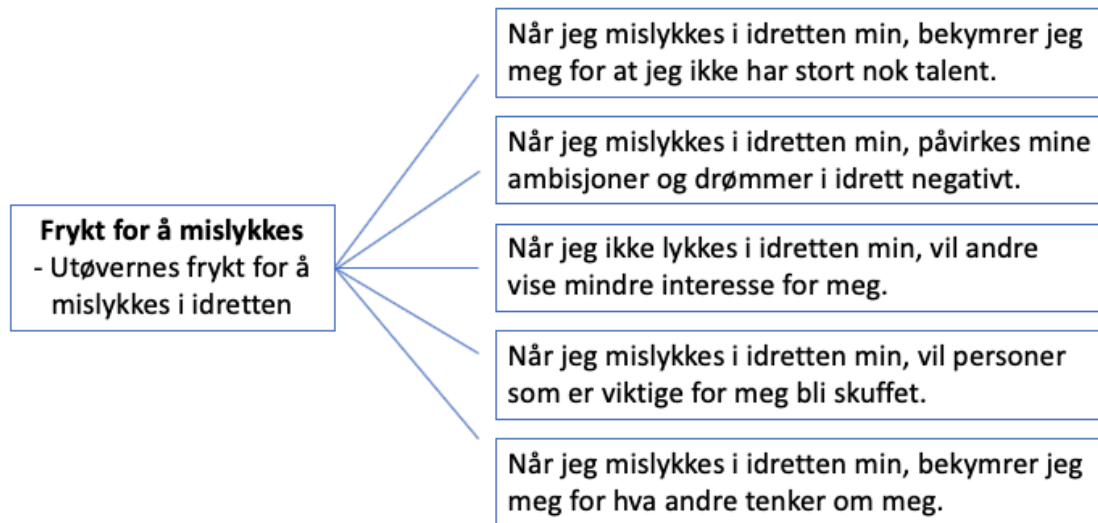 Frykt for å mislykkes
- Utøvernes frykt for å
mislykkes i idretten
Når jeg mislykkes i idretten min, bekymrer jeg
meg for at jeg ikke har stort nok talent.
Når jeg mislykkes i idretten min, påvirkes mine
ambisjoner og drømmer i idrett negativt.
Når jeg ikke lykkes i idretten min, vil andre
vise mindre interesse for meg.
Når jeg mislykkes i idretten min, vil personer
som er viktige for meg bli skuffet.
Når jeg mislykkes i idretten min, bekymrer jeg
meg for hva andre tenker om meg.